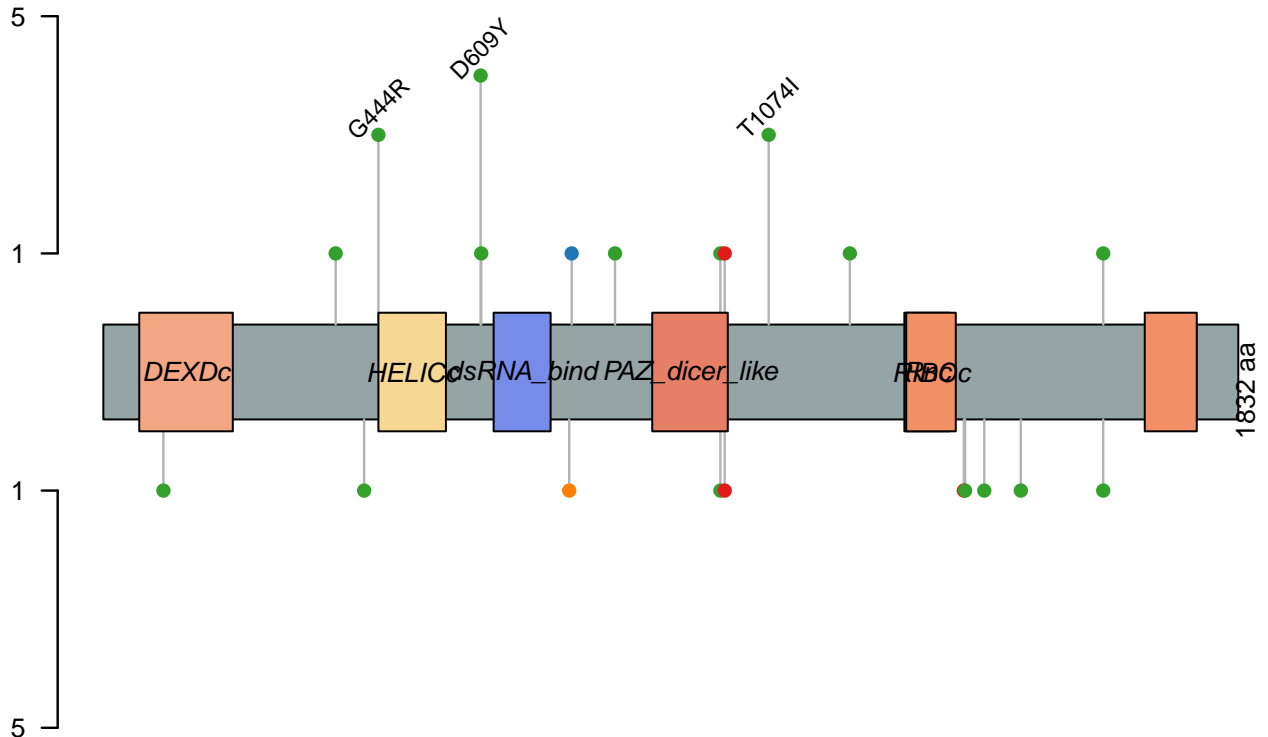 5
D609Y
G444R
T1074I
1
DEXDc
HELICc
dsRNA_bind
PAZ_dicer_like
1832 aa
1
5